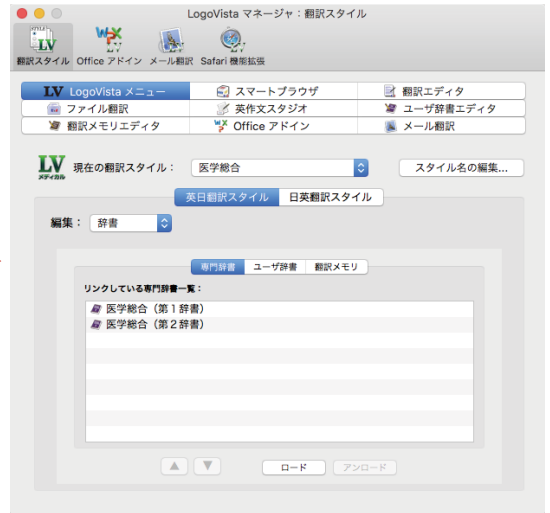 LogoVista マネージャ：翻訳スタイル
翻訳スタイル Office アドイン メール翻訳 Safari 機能拡張
LV LogoVista メニュー スマートブラウザ 翻訳エディタ
ファイル翻訳 英作文スタジオ ユーザ辞書エディタ
翻訳メモリエディタ Office アドイン メール翻訳
LV メディカル 現在の翻訳スタイル： 医学総合 スタイル名の編集...
英日翻訳スタイル 日英翻訳スタイル
編集： 辞書
専門辞書 ユーザ辞書 翻訳メモリ
リンクしている専門辞書一覧：
医学総合（第１辞書）
医学総合（第２辞書）
ロード アンロード